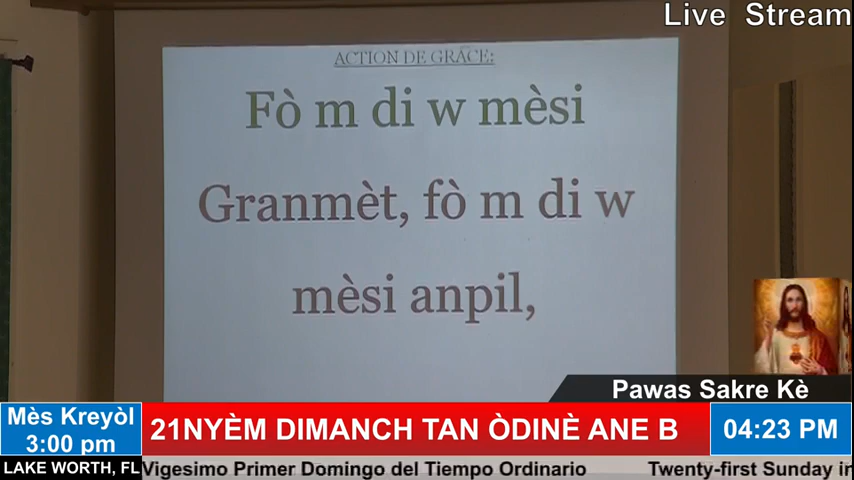 Live Stream
ACTION DE GRÂCE:
Fò m di w mèsi
Granmèt, fò m di w
mèsi anpil,
Pawas Sakre Kè
Mès Kreyòl
3:00 pm
21NYÈM DIMANCH TAN ÒDINÈ ANE B
04:23 PM
LAKE WORTH, FL
Vigesimo Primer Domingo del Tiempo Ordinario
Twenty-first Sunday in